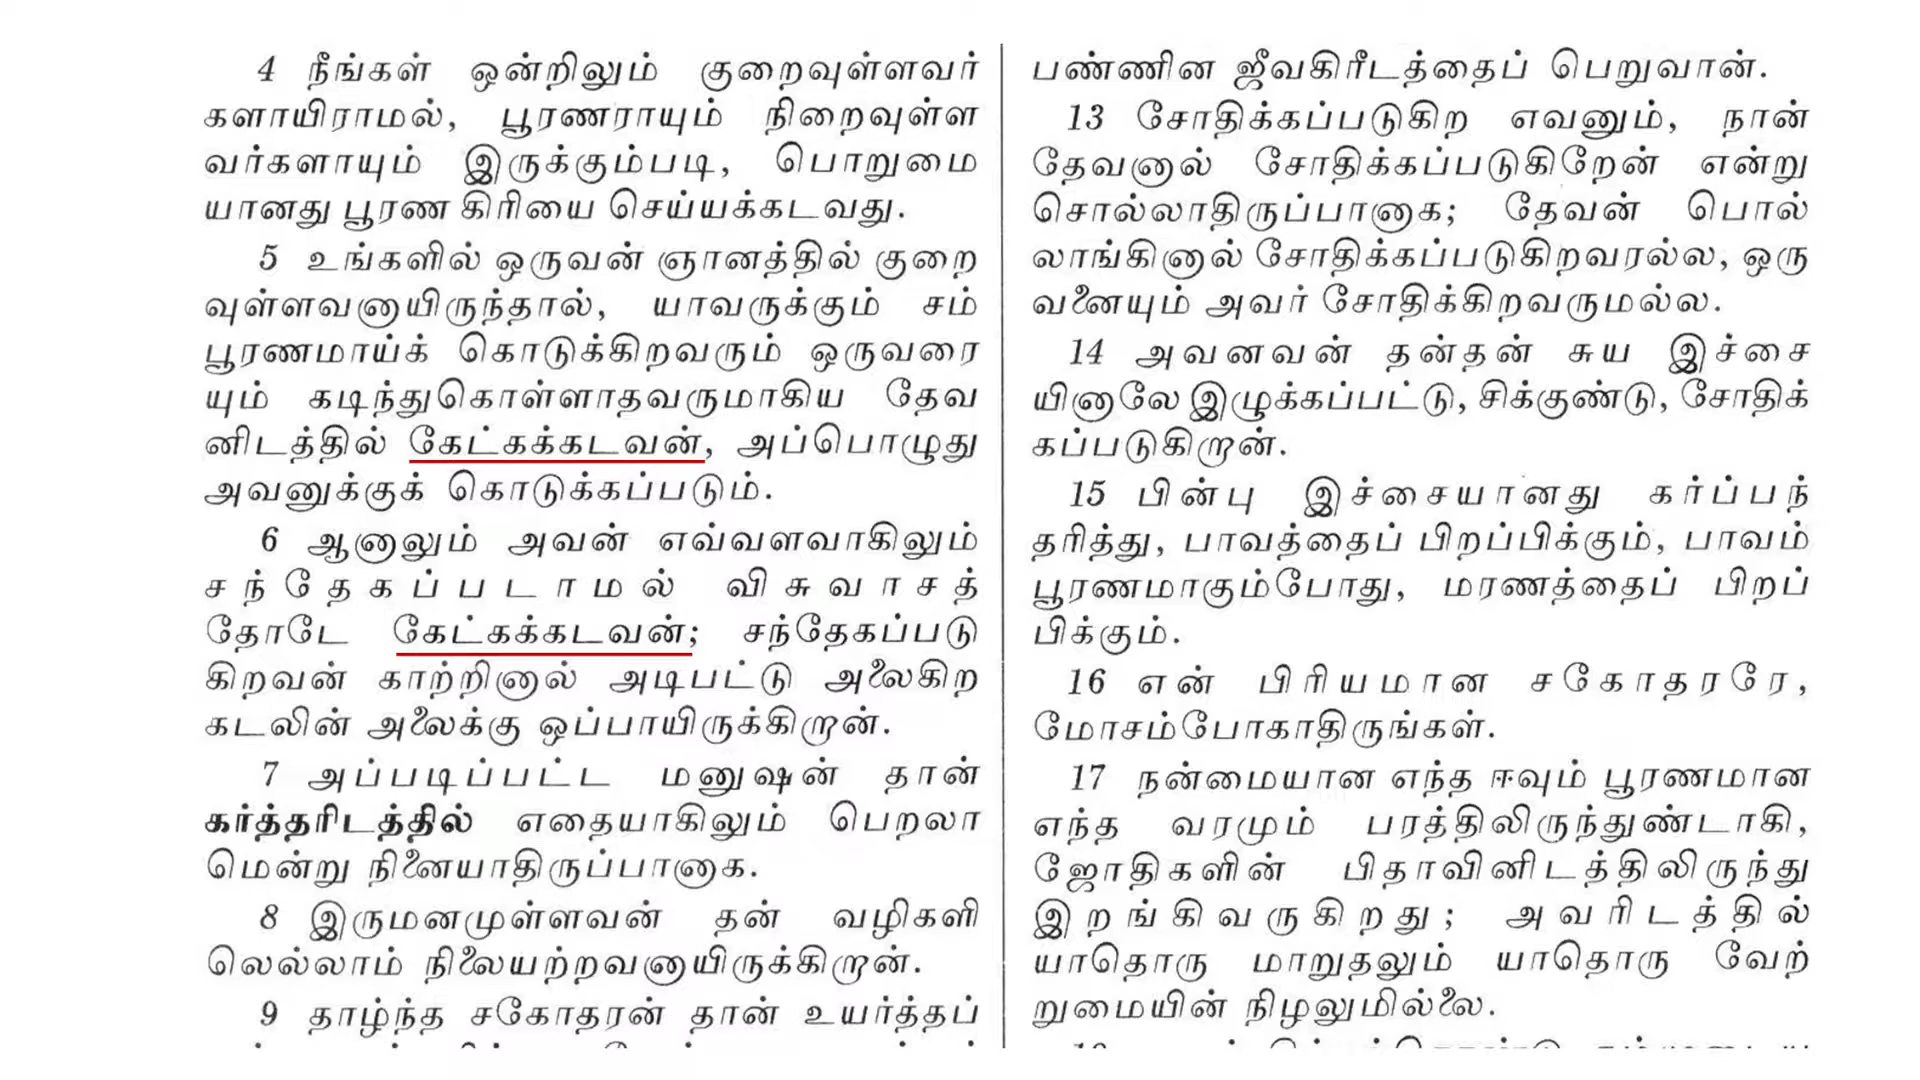 4 நீங்கள் ஒன்றிலும் குறைவுள்ளவர்
களாயிராமல், பூரணராயும் நிறைவுள்ள
வர்களாயும் இருக்கும்படி, பொறுமை
யானது பூரண கிரியை செய்யக்கடவது.
5 உங்களில் ஒருவன் ஞானத்தில் குறை
வுள்ளவனாயிருந்தால், யாவருக்கும் சம்
பூரணமாய்க் கொடுக்கிறவரும் ஒருவரை
யும் கடிந்துகொள்ளாதவருமாகிய தேவ
னிடத்தில் கேட்கக்கடவன், அப்பொழுது
அவனுக்குக் கொடுக்கப்படும்.
6 ஆனாலும் அவன் எவ்வளவாகிலும்
சந்தேகப்படாமல் விசுவாசத்
தோடே கேட்கக்கடவன்; சந்தேகப்படு
கிறவன் காற்றினால் அடிபட்டு அலைகிற
கடலின் அலைக்கு ஒப்பாயிருக்கிறான்.
7 அப்படிப்பட்ட மனுஷன் தான்
கர்த்தரிடத்தில் எதையாகிலும் பெறலா
மென்று நினையாதிருப்பானாக.
8 இருமனமுள்ளவன் தன் வழிகளி
லெல்லாம் நிலையற்றவனாயிருக்கிறான்.
9 தாழ்ந்த சகோதரன் தான் உயர்த்தப்
பண்ணின ஜீவகிரீடத்தைப் பெறுவான்.
13 சோதிக்கப்படுகிற எவனும், நான்
தேவனால் சோதிக்கப்படுகிறேன் என்று
சொல்லாதிருப்பானாக; தேவன் பொல்
லாங்கினால் சோதிக்கப்படுகிறவரல்ல, ஒரு
வனையும் அவர் சோதிக்கிறவருமல்ல.
14 அவனவன் தன்தன் சுய இச்சை
யினாலே இழுக்கப்பட்டு, சிக்குண்டு, சோதிக்
கப்படுகிறான்.
15 பின்பு இச்சையானது கர்ப்பந்
தரித்து, பாவத்தைப் பிறப்பிக்கும், பாவம்
பூரணமாகும்போது, மரணத்தைப் பிறப்
பிக்கும்.
16 என் பிரியமான சகோதரரே,
மோசம்போகாதிருங்கள்.
17 நன்மையான எந்த ஈவும் பூரணமான
எந்த வரமும் பரத்திலிருந்துண்டாகி,
ஜோதிகளின் பிதாவினிடத்திலிருந்து
இறங்கிவருகிறது; அவரிடத்தில்
யாதொரு மாறுதலும் யாதொரு வேற்
றுமையின் நிழலுமில்லை.